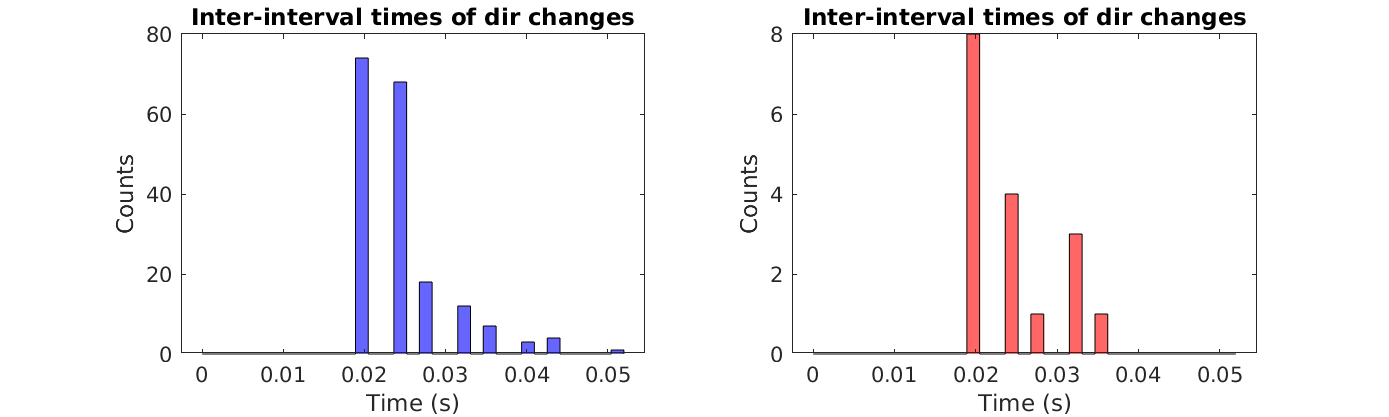 Inter-interval times of dir changes
80
60
40
20
0
Counts
0 0.01 0.02 0.03 0.04 0.05
Time (s)
Inter-interval times of dir changes
8
6
4
2
0
Counts
0 0.01 0.02 0.03 0.04 0.05
Time (s)